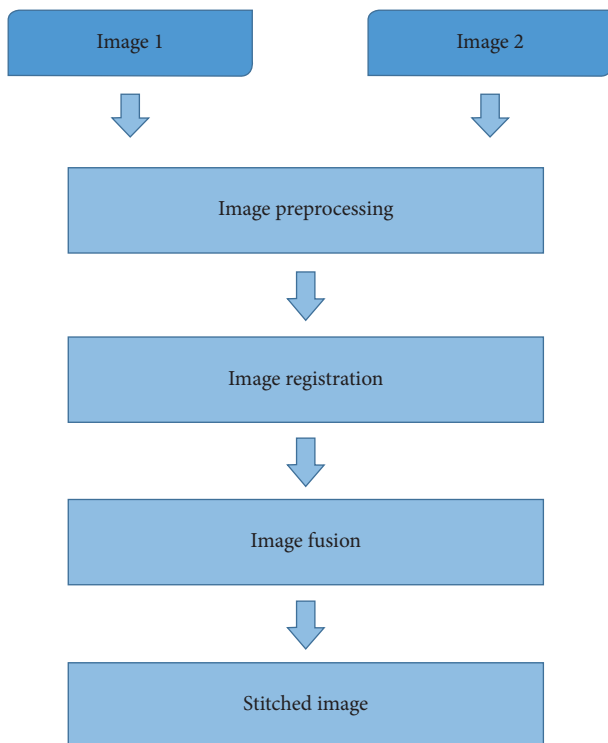 Image 1
Image 2
Image preprocessing
Image registration
Image fusion
Stitched image